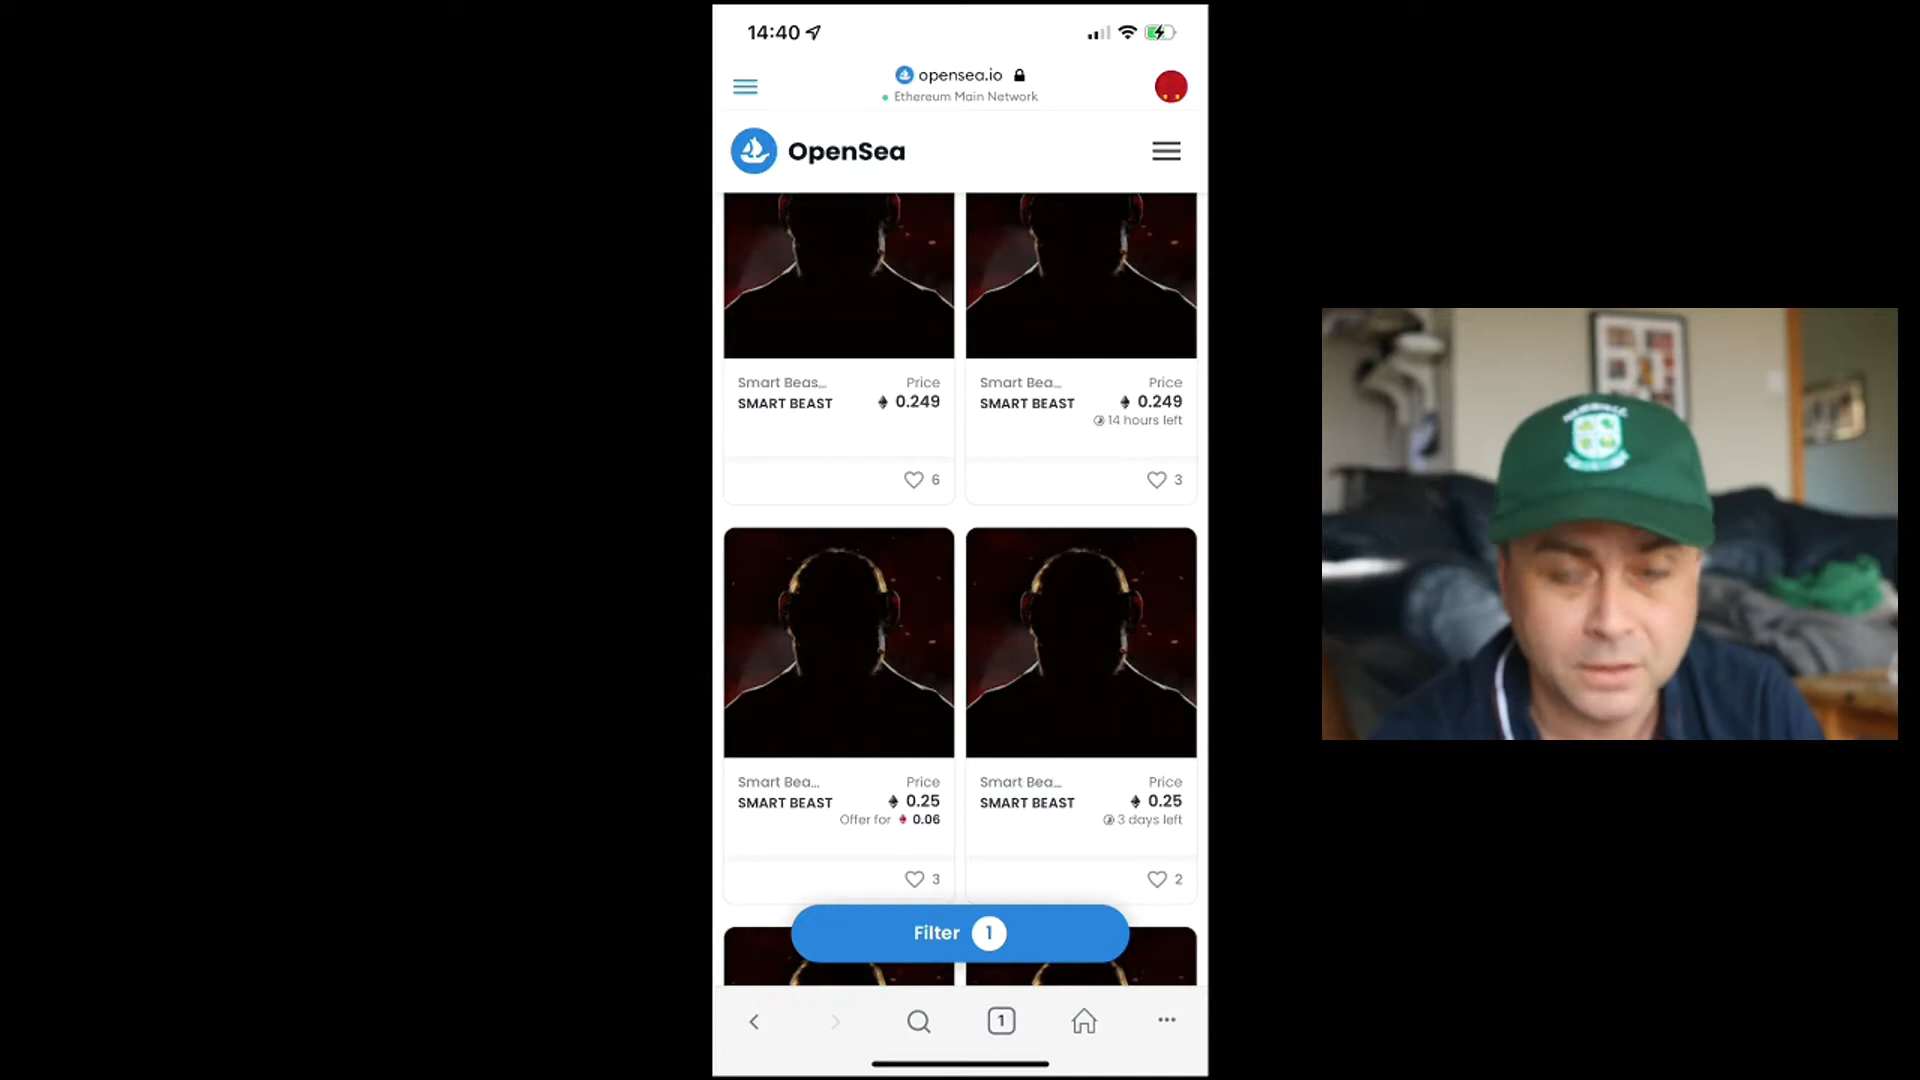 14:40
opensea.io
Ethereum Main Network
OpenSea
Smart Beas... Price
SMART BEAST 0.249
Smart Bea... Price
SMART BEAST 0.249
14 hours left
6
3
Smart Bea... Price
SMART BEAST 0.25
Offer for 0.06
Smart Bea... Price
SMART BEAST 0.25
3 days left
3
2
Filter 1
1